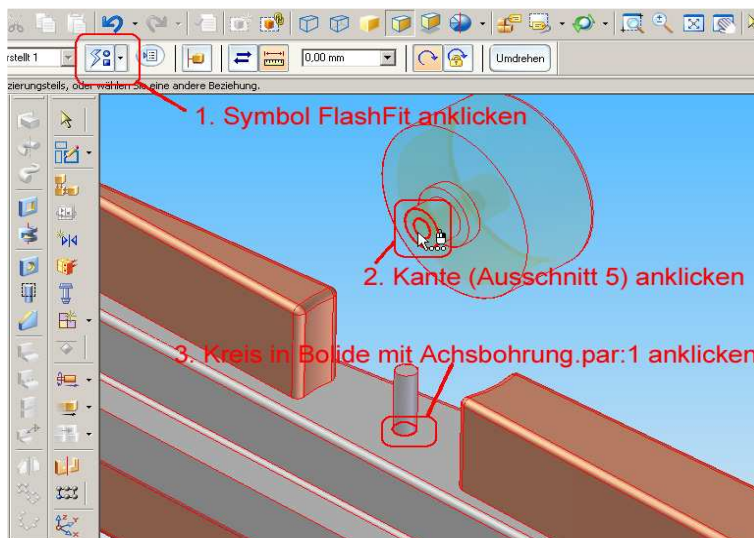 rstellt 1
0,00 mm
Umdrehen
zierungsteils, oder wählen Sie eine andere Beziehung.
1. Symbol FlashFit anklicken
2. Kante (Ausschnitt 5) anklicken
3. Kreis in Bolide mit Achsbohrung.par:1 anklicken